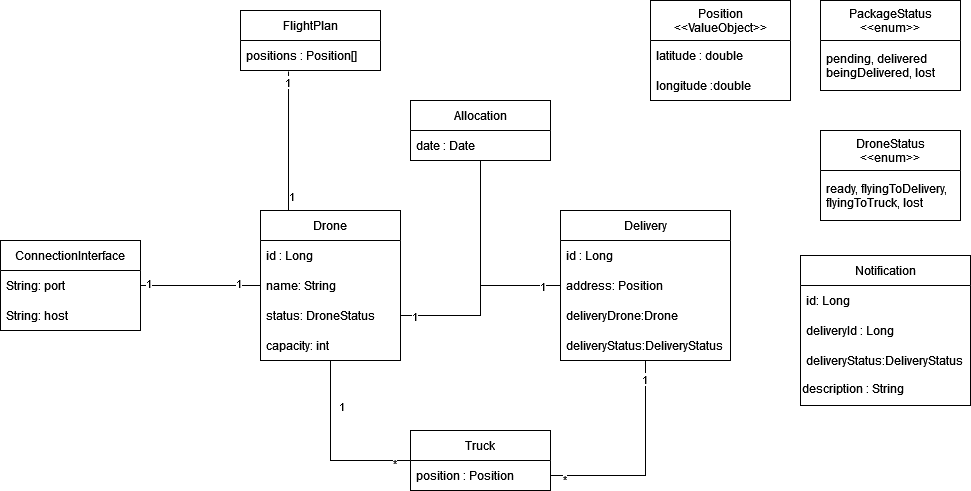 FlightPlan
positions : Position[]
1
1
Position
<<ValueObject>>
latitude : double
longitude :double
PackageStatus
<<enum>>
pending, delivered
beingDelivered, lost
Allocation
date : Date
DroneStatus
<<enum>>
ready, flyingToDelivery,
flyingToTruck, lost
ConnectionInterface
String: port
String: host
1
1
Drone
id : Long
name: String
status: DroneStatus
capacity: int
1
1
Delivery
id : Long
address: Position
deliveryDrone:Drone
deliveryStatus:DeliveryStatus
Notification
id: Long
deliveryId : Long
deliveryStatus:DeliveryStatus
description : String
1
1
*
Truck
position : Position
*